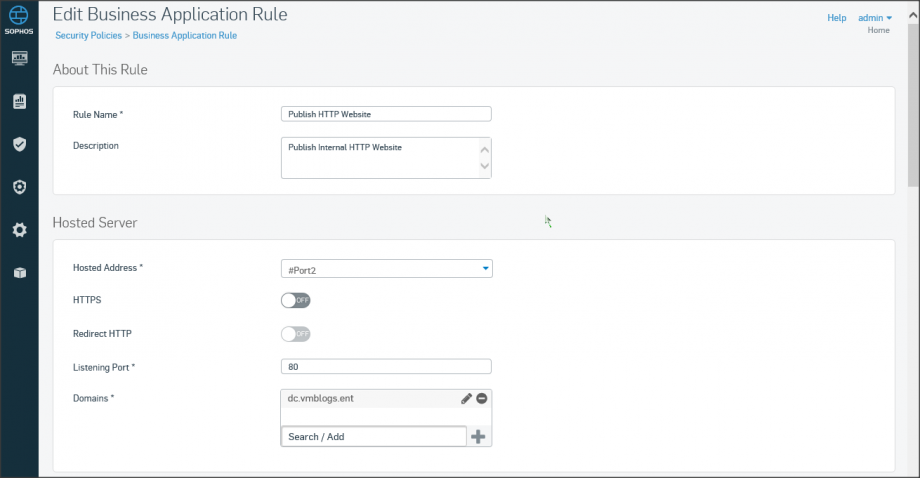 Edit Business Application Rule
Help admin
Security Policies > Business Application Rule
Home
SOPHOS
About This Rule
Rule Name *
Publish HTTP Website
Description
Publish Internal HTTP Website
Hosted Server
Hosted Address *
#Port2
HTTPS
OFF
Redirect HTTP
OFF
Listening Port *
80
Domains *
dc.vmblogs.ent
Search / Add